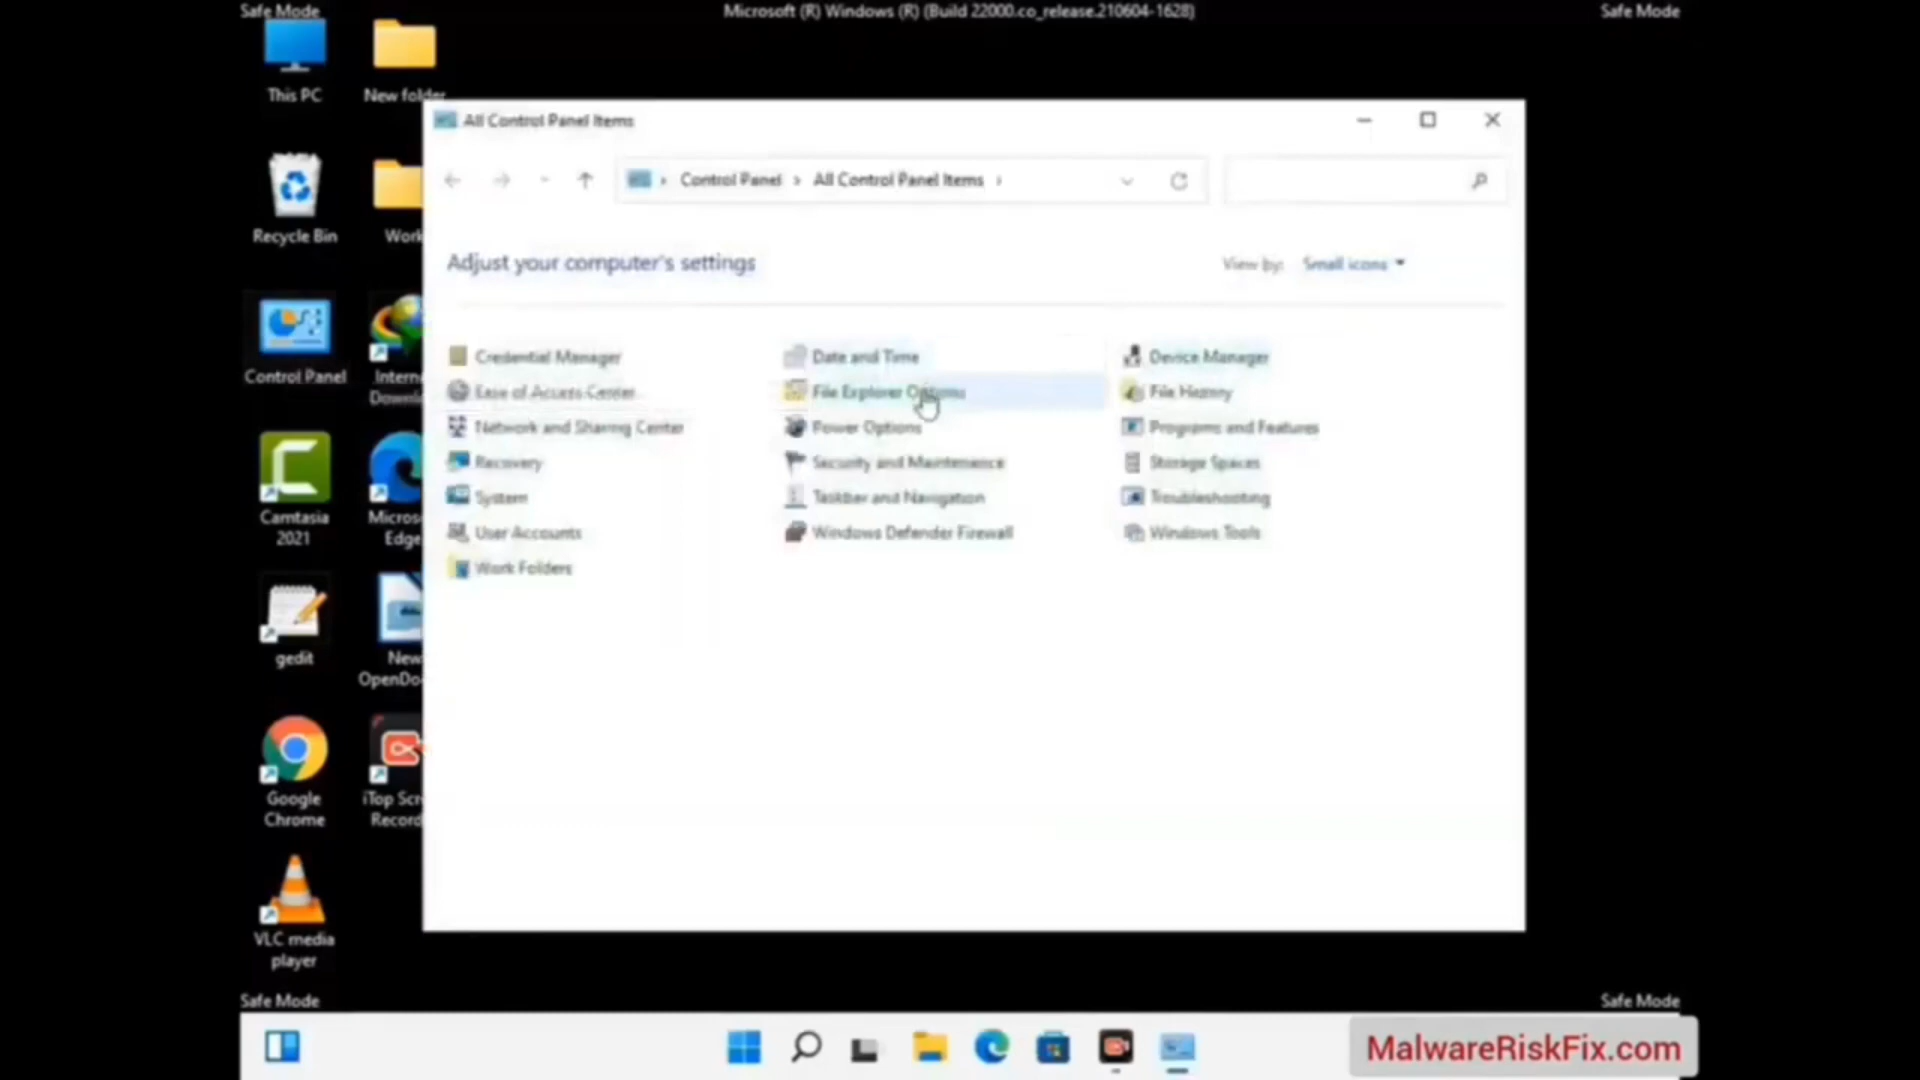 Safe Mode
Microsoft (R) Windows (R) (Build 22000.co_release.210604-1628)
Safe Mode
This PC
New folder
All Control Panel Items
Control Panel
All Control Panel Items
Recycle Bin
Work
Adjust your computer's settings
View by:
Small icons
Control Panel
Intern
Downlo
Credential Manager
Date and Time
Device Manager
Ease of Access Center
File Explorer Options
File History
Network and Sharing Center
Power Options
Programs and Features
Recovery
Security and Maintenance
Storage Spaces
System
Taskbar and Navigation
Troubleshooting
User Accounts
Windows Defender Firewall
Windows Tools
Work Folders
Camtasia
2021
Micros
Edge
gedit
New
OpenDo
Google
Chrome
iTop Scr
Record
VLC media
player
Safe Mode
Safe Mode
MalwareRiskFix.com